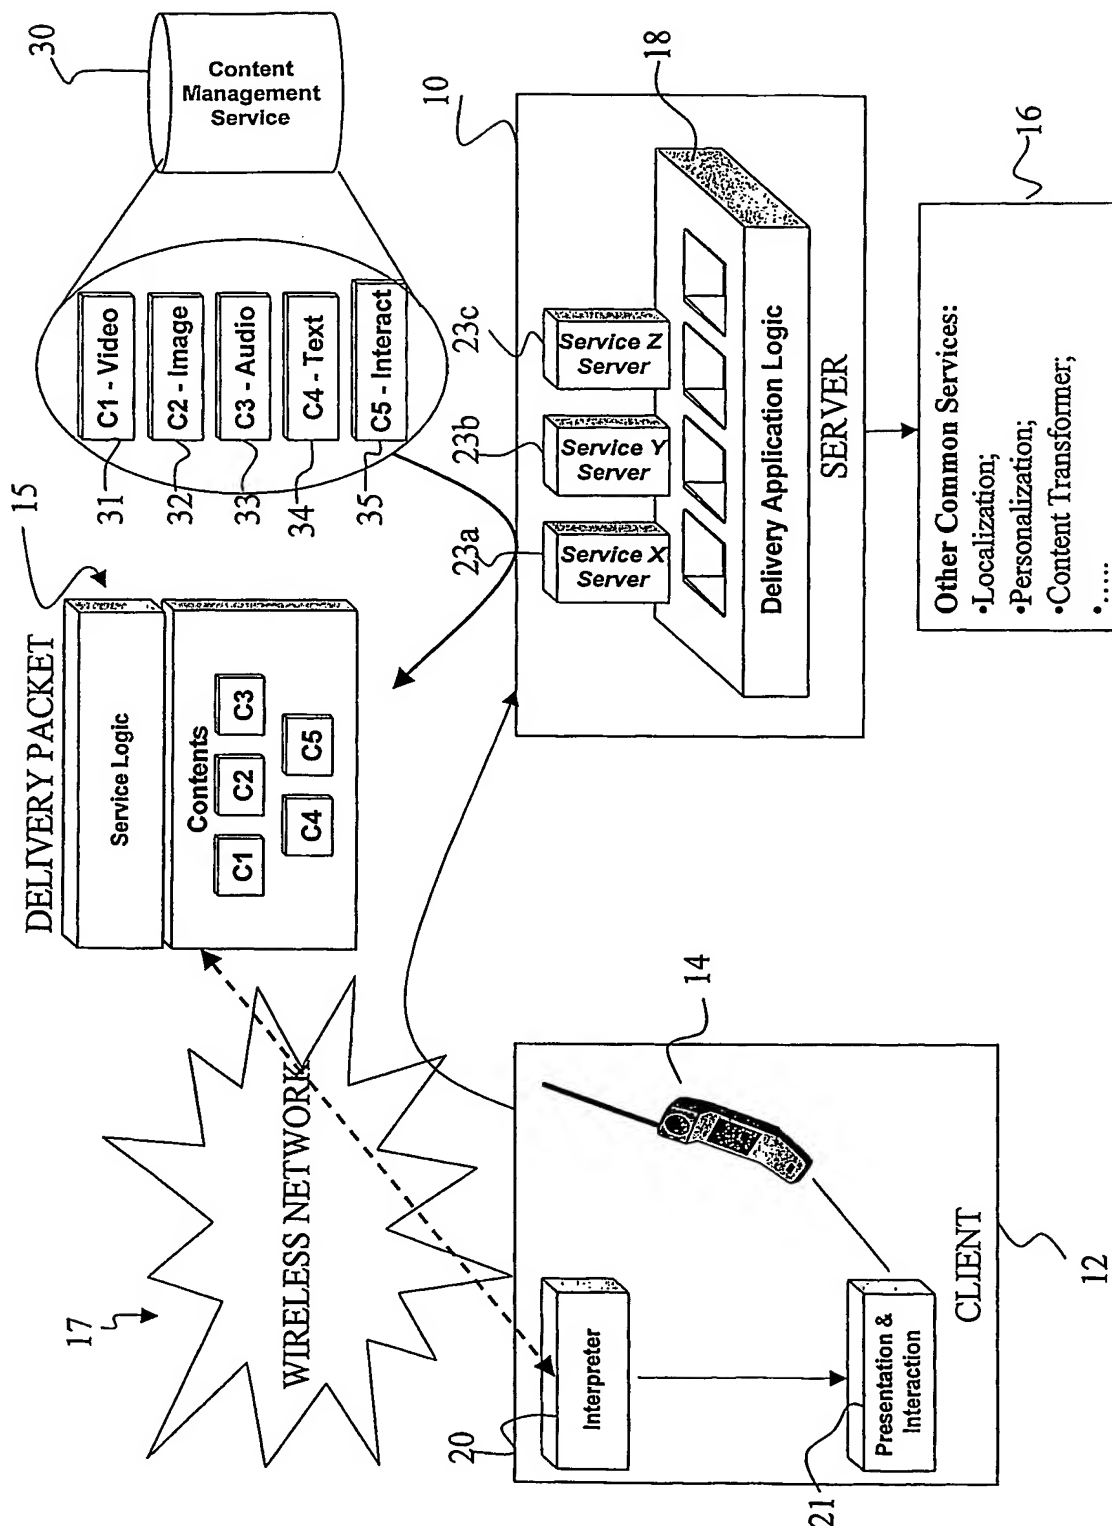 17
WIRELESS NETWORK
DELIVERY PACKET
15
Service Logic
Contents
C1
C2
C3
C4
C5
31
32
33
34
35
C1 - Video
C2 - Image
C3 - Audio
C4 - Text
C5 - Interact
30
Content
Management
Service
20
Interpreter
21
Presentation &
Interaction
14
CLIENT
12
10
23a
23b
23c
Service X
Server
Service Y
Server
Service Z
Server
18
Delivery Application Logic
SERVER
16
Other Common Services:
•Localization;
•Personalization;
•Content Transformer;
•.....